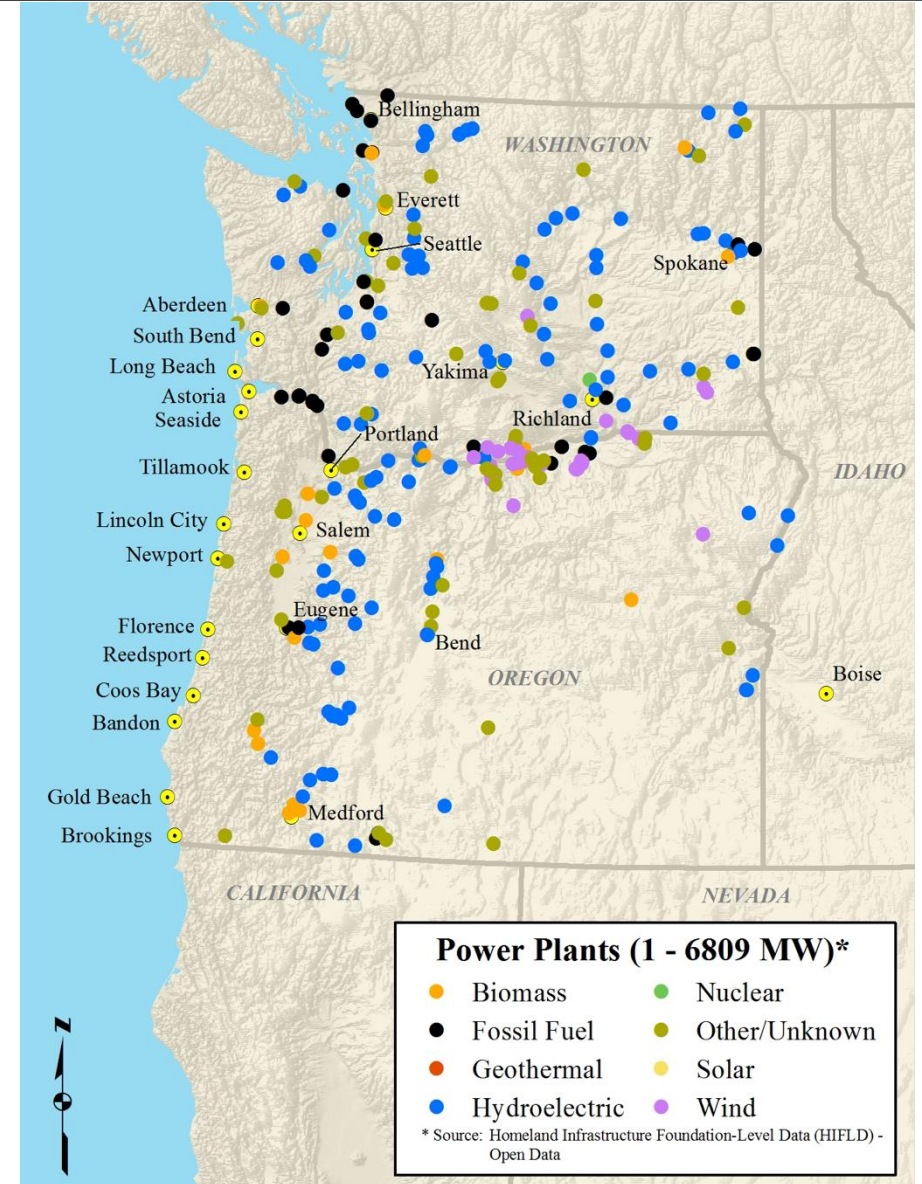 Bellingham
WASHINGTON
Everett
Seattle
Spokane
Aberdeen
South Bend
Long Beach
Yakima
Astoria
Richland
Seaside
Portland
Tillamook
IDAHO
Lincoln City
Salem
Newport
Eugene
Florence
Bend
Reedsport
OREGON
Boise
Coos Bay
Bandon
Gold Beach
Medford
Brookings
CALIFORNIA
NEVADA
Power Plants (1 - 6809 MW)*
Biomass
Nuclear
Fossil Fuel
Other/Unknown
Geothermal
Solar
Hydroelectric
Wind
* Source: Homeland Infrastructure Foundation-Level Data (HIFLD) -
Open Data
N